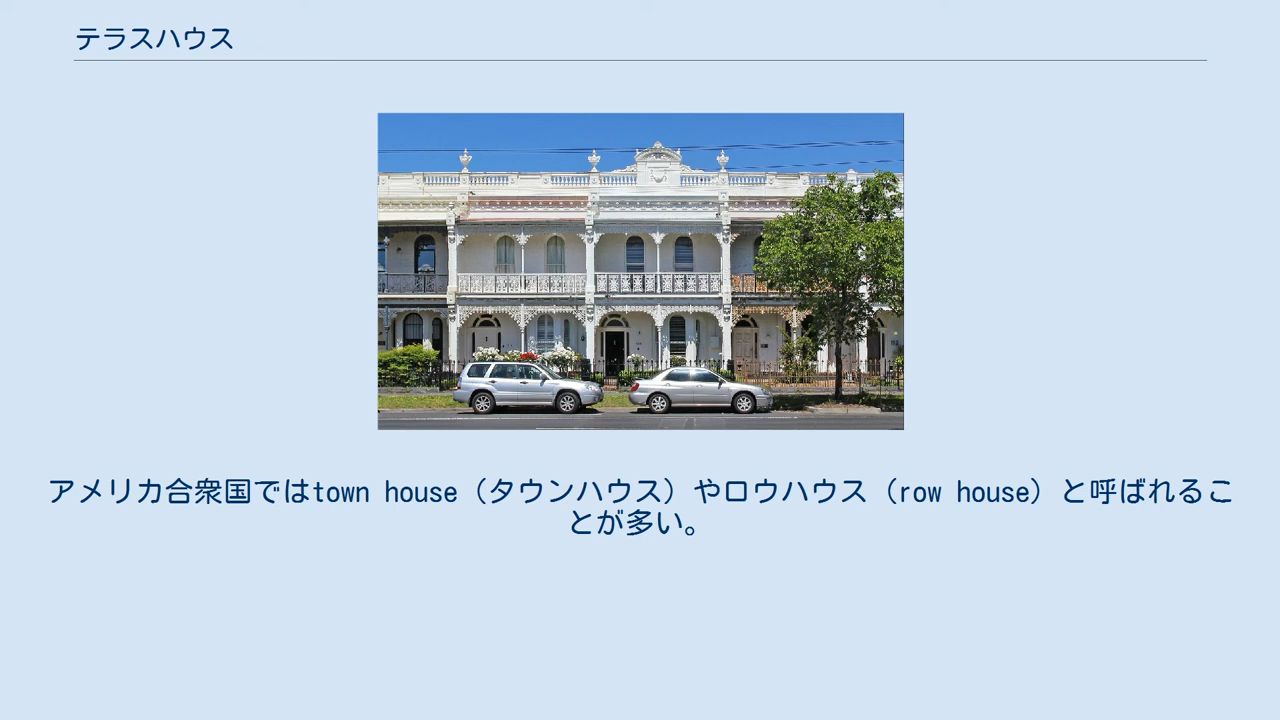 テラスハウス
アメリカ合衆国ではtown house（タウンハウス）やロウハウス（row house）と呼ばれるこ
とが多い。